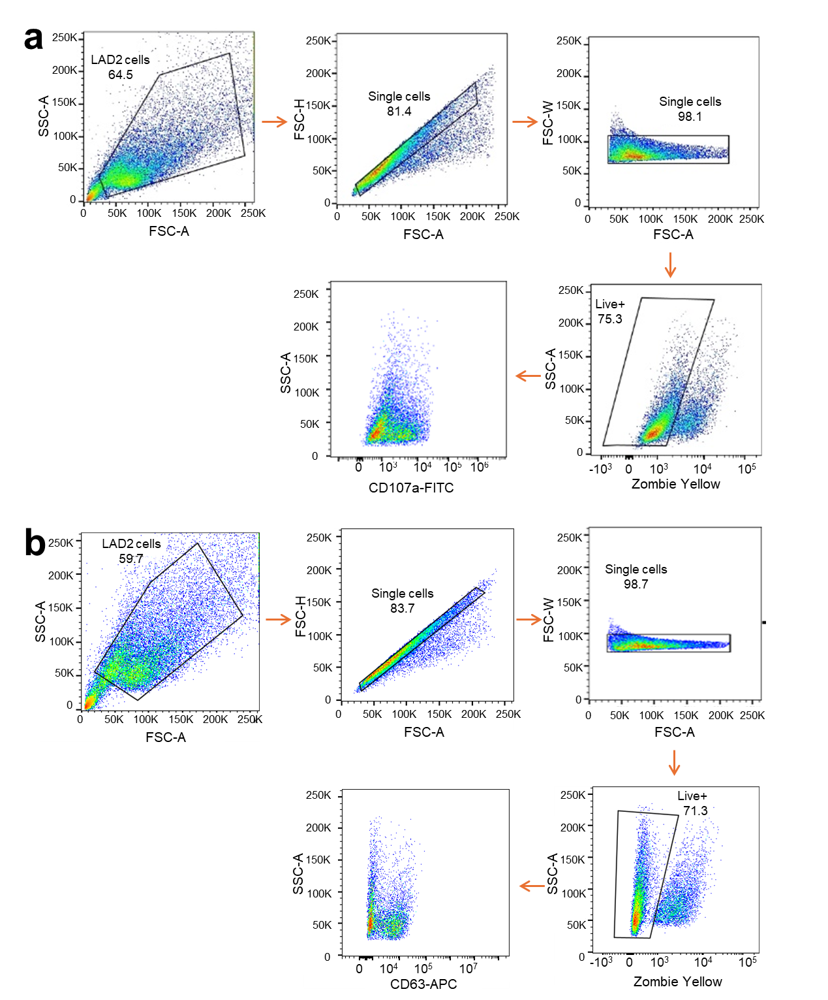 a
250K
200K
150K
100K
50K
0
SSC-A
LAD2 cells
64.5
0 50K 100K 150K 200K 250K
FSC-A
250K
200K
150K
100K
50K
0
FSC-H
Single cells
81.4
0 50K 100K 150K 200K 250K
FSC-A
250K
200K
150K
100K
50K
0
FSC-W
Single cells
98.1
0 50K 100K 150K 200K 250K
FSC-A
250K
200K
150K
100K
50K
0
SSC-A
0 10³ 10⁴ 10⁵ 10⁶
CD107a-FITC
250K
200K
150K
100K
50K
0
SSC-A
Live+
75.3
-10³ 0 10³ 10⁴ 10⁵
Zombie Yellow
b
250K
200K
150K
100K
50K
0
SSC-A
LAD2 cells
59.7
0 50K 100K 150K 200K 250K
FSC-A
250K
200K
150K
100K
50K
0
FSC-H
Single cells
83.7
0 50K 100K 150K 200K 250K
FSC-A
250K
200K
150K
100K
50K
0
FSC-W
Single cells
98.7
0 50K 100K 150K 200K 250K
FSC-A
250K
200K
150K
100K
50K
0
SSC-A
0 10⁴ 10⁵ 10⁷
CD63-APC
250K
200K
150K
100K
50K
0
SSC-A
Live+
71.3
-10³ 0 10³ 10⁴ 10⁵
Zombie Yellow